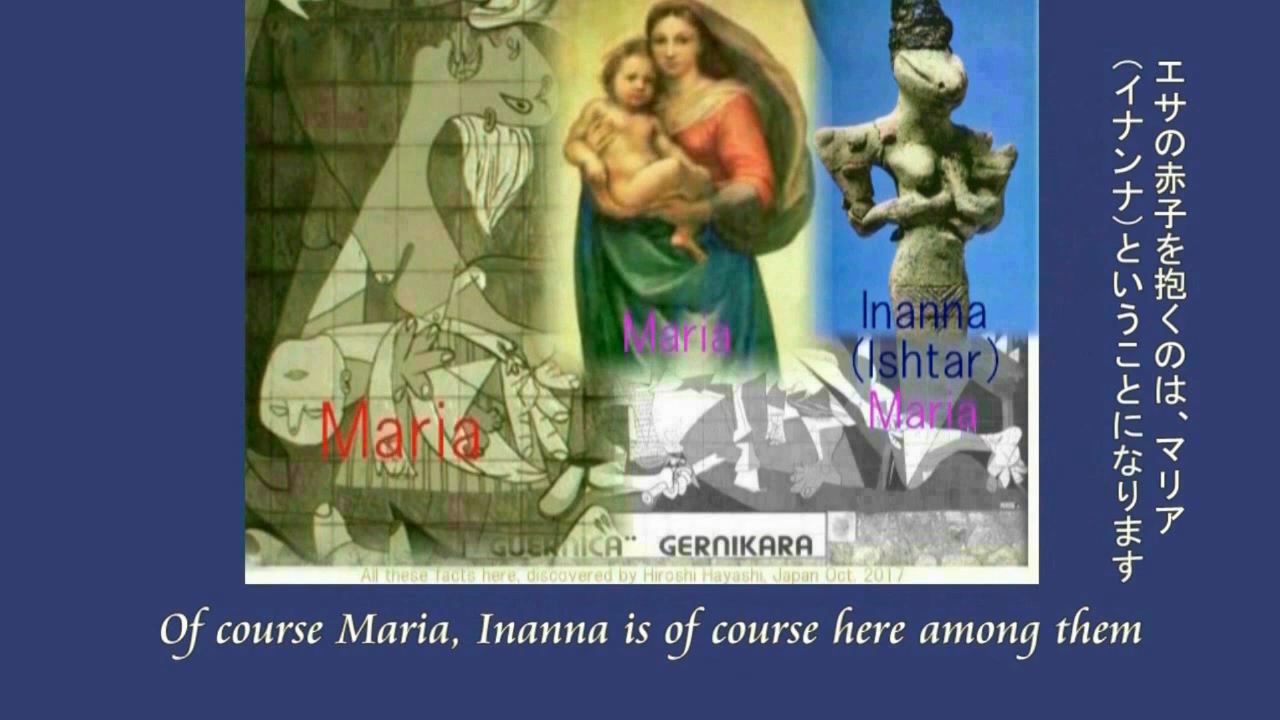 エサの赤子を抱くのは、マリア
（イナンナ）ということになります
Maria
Inanna
(Ishtar)
Maria
Maria
GUERNICA" GERNIKARA
All these facts here, discovered by Hiroshi Hayashi, Japan Oct. 2017
Of course Maria, Inanna is of course here among them